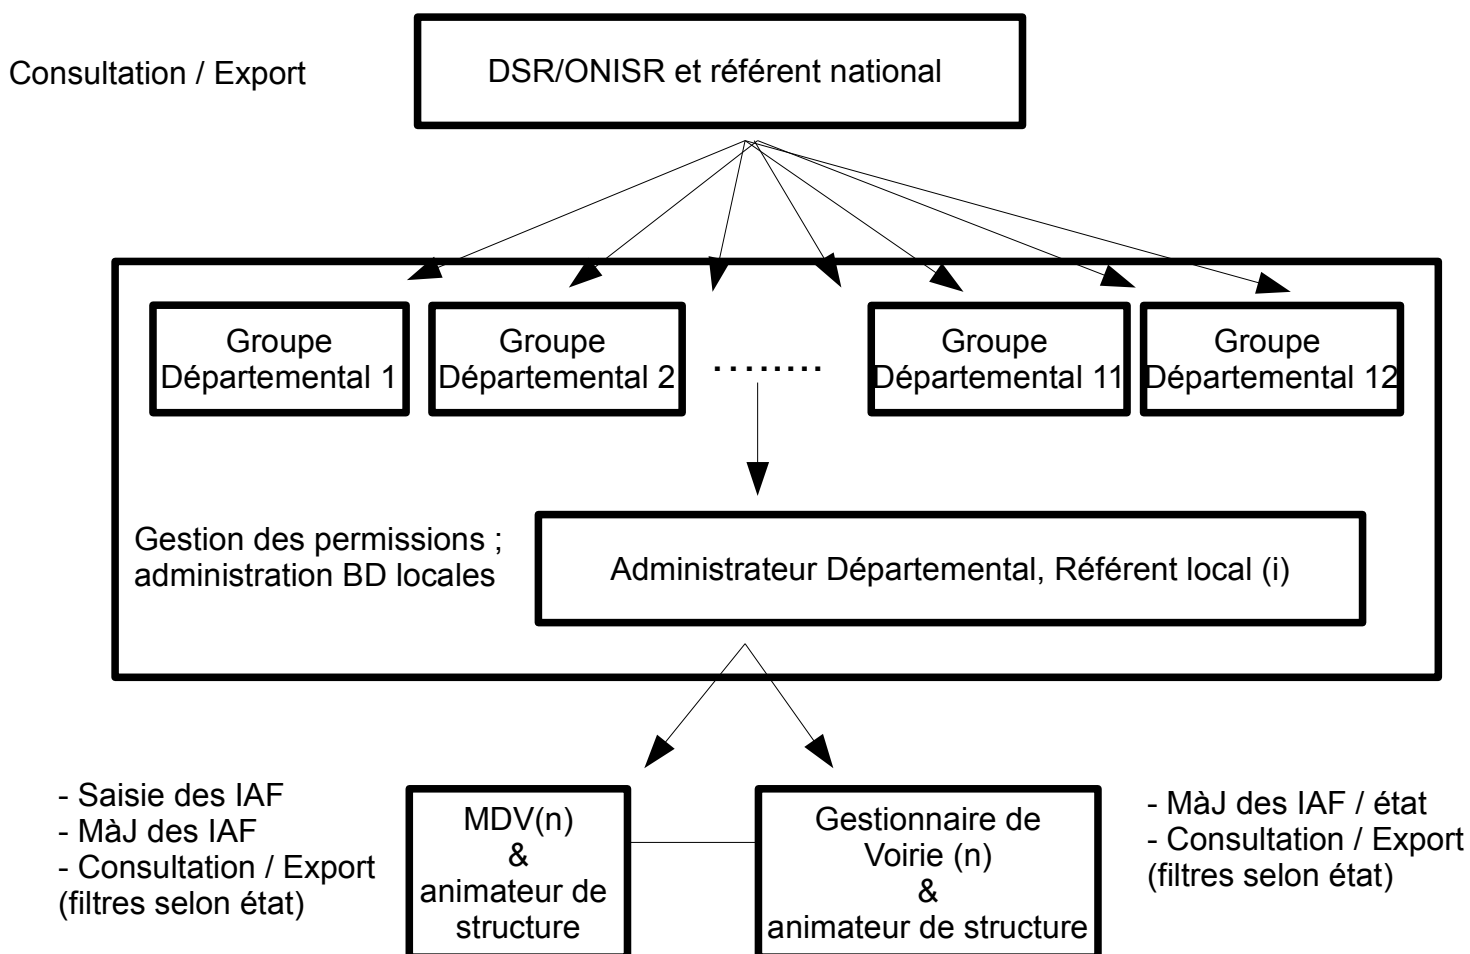 Consultation / Export
DSR/ONISR et référent national
Groupe
Départemental 1
Groupe
Départemental 2
........
Groupe
Départemental 11
Groupe
Départemental 12
Gestion des permissions ;
administration BD locales
Administrateur Départemental, Référent local (i)
- Saisie des IAF
- MàJ des IAF
- Consultation / Export
(filtres selon état)
MDV(n)
&
animateur de
structure
Gestionnaire de
Voirie (n)
&
animateur de structure
- MàJ des IAF / état
- Consultation / Export
(filtres selon état)